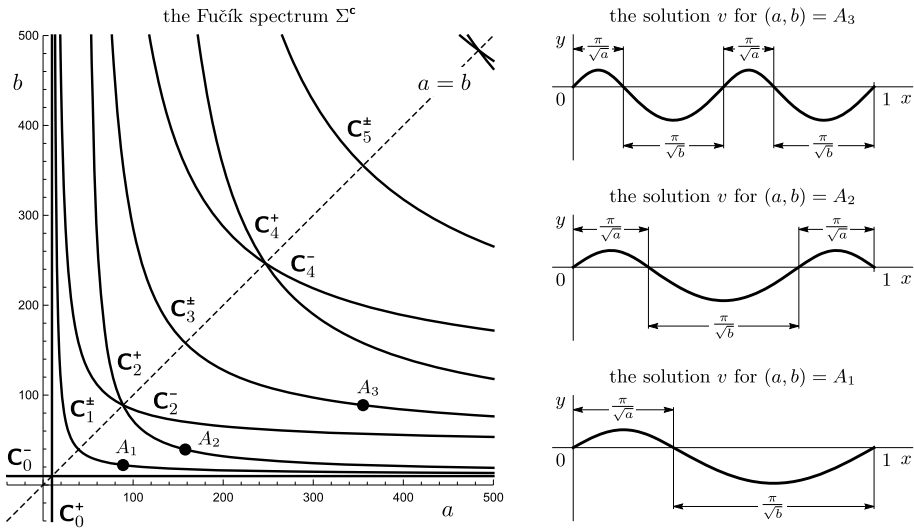 the Fučík spectrum Σᶜ
500
b
400
300
200
100
a = b
C₅±
C₄⁺
C₄⁻
C₃±
C₂⁺
C₂⁻
C₁±
C₀⁻
C₀⁺
A₁
A₂
A₃
100
200
300
400
500
a
the solution v for (a, b) = A₃
y
π/√a
π/√a
0
1
x
π/√b
π/√b
the solution v for (a, b) = A₂
y
π/√a
π/√a
0
1
x
π/√b
the solution v for (a, b) = A₁
y
π/√a
0
1
x
π/√b